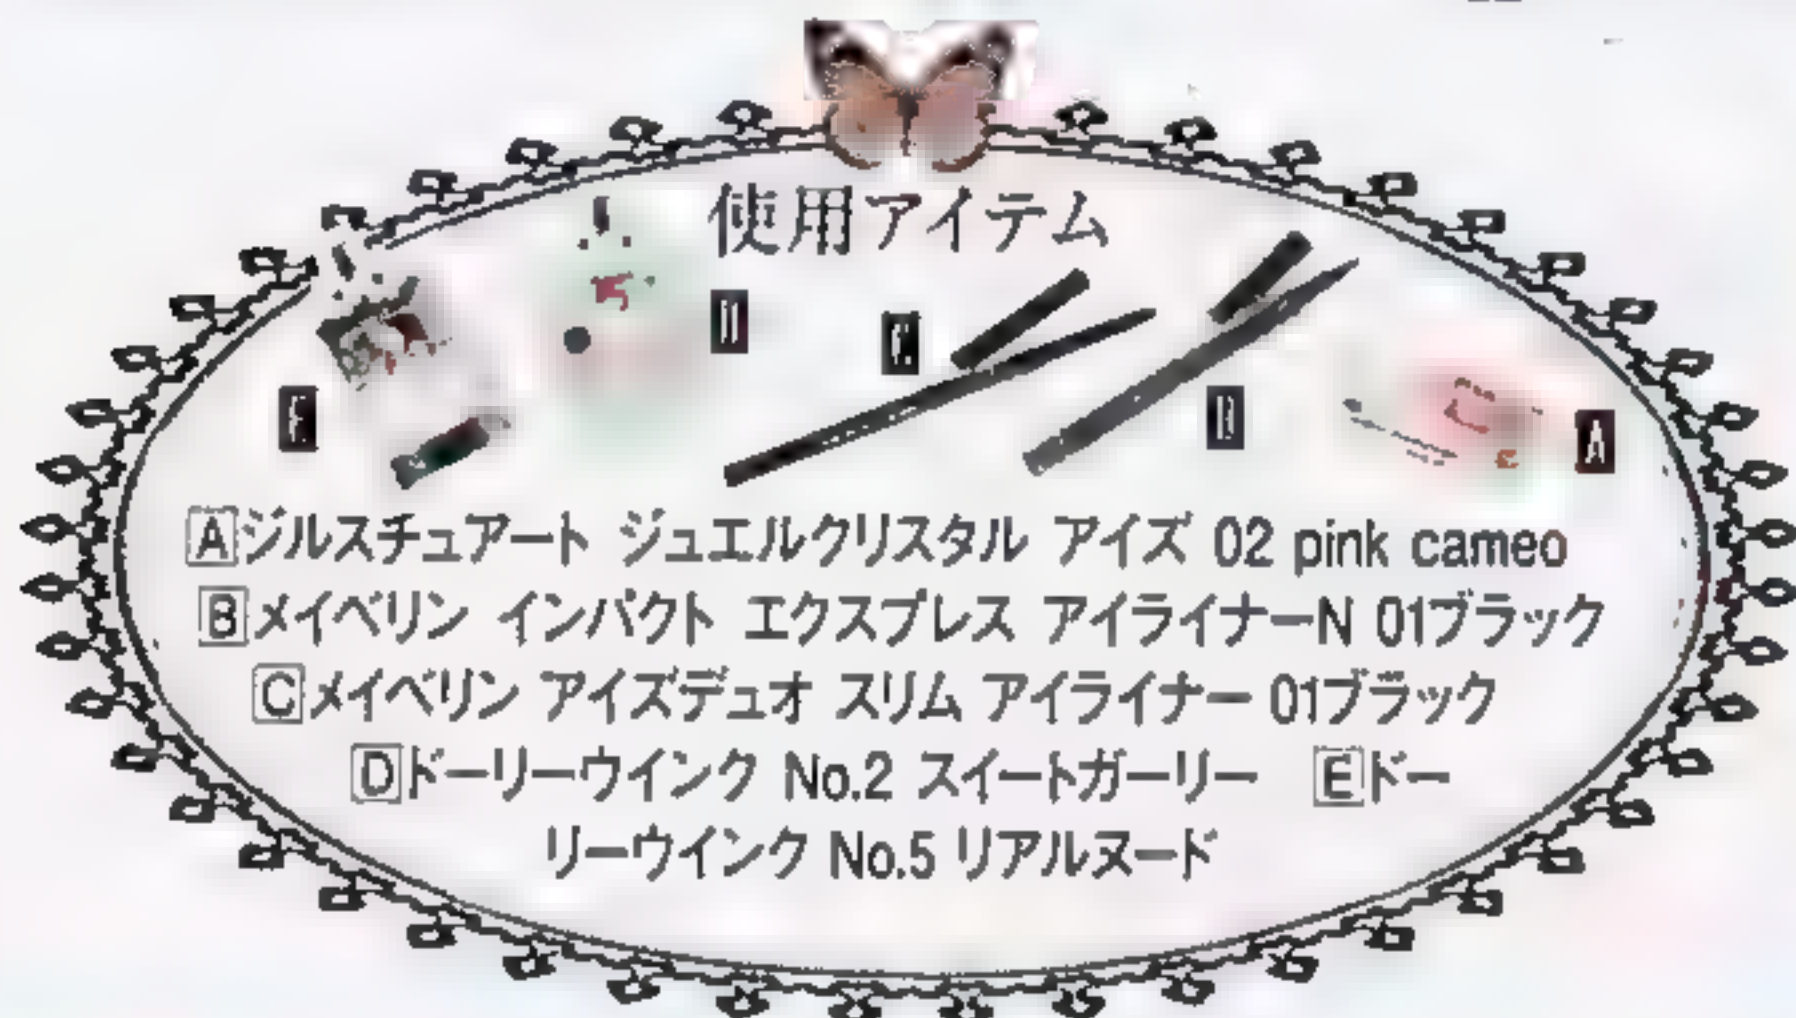 使用アイテム
E
D
C
B
A
Aジルスチュアート ジュエルクリスタル アイズ 02 pink cameo
Bメイベリン インパクト エクスプレス アイライナーN 01ブラック
Cメイベリン アイズデュオ スリム アイライナー 01ブラック
Dドーリーウインク No.2 スイートガーリー Eドー
リーウインク No.5 リアルヌード